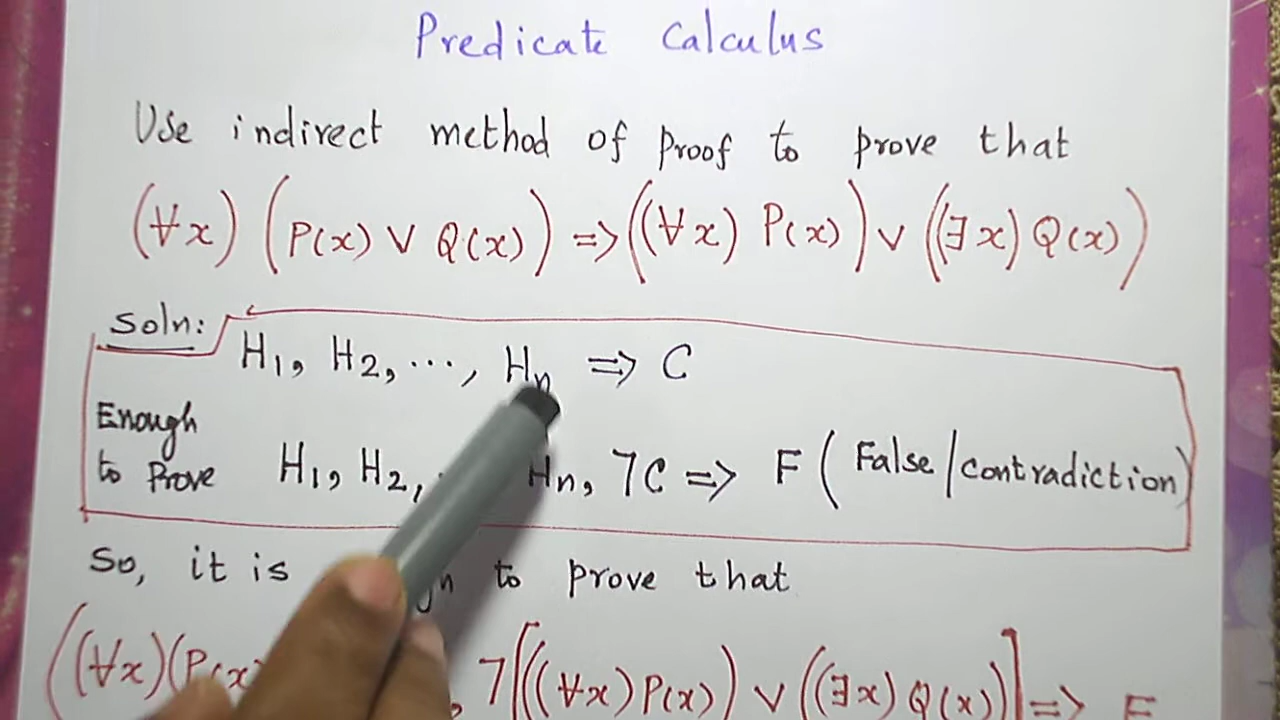 Predicate Calculus
Use indirect method of proof to prove that
(∀x) (P(x) ∨ Q(x)) => ((∀x) P(x)) ∨ ((∃x) Q(x))
Soln:
H1, H2, ..., Hn => C
Enough
to Prove H1, H2, Hn, 7C => F (False/contradiction)
So, it is to prove that
((∀x)(P(x) , 7[((∀x)P(x)) ∨ ((∃x)Q(x))] => F